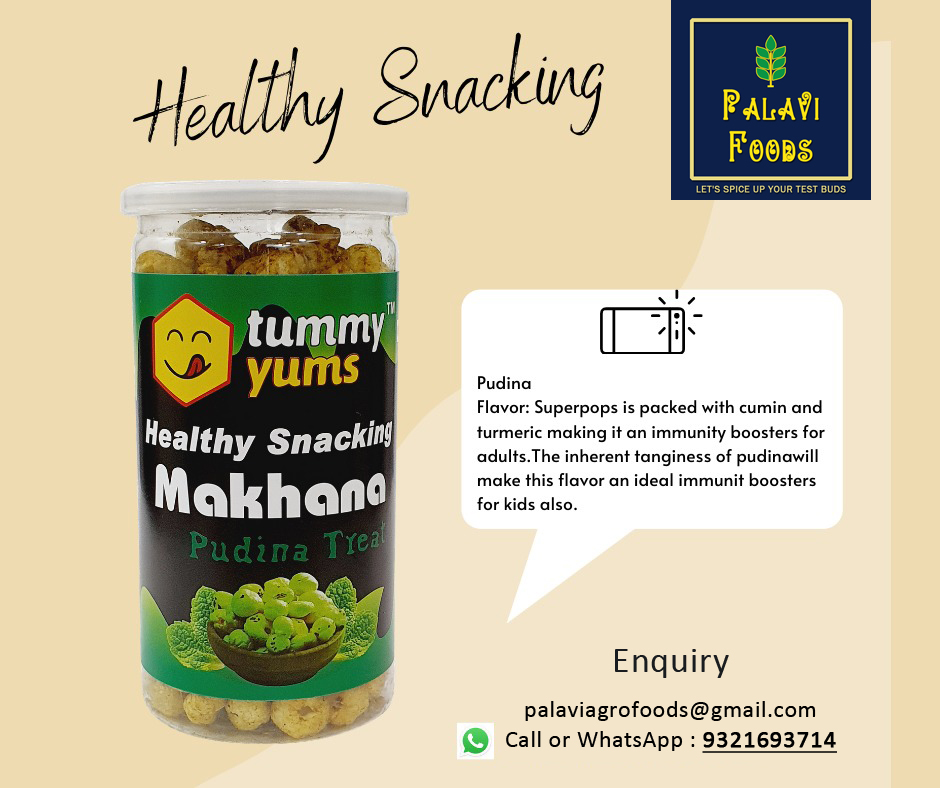 Healthy Snacking
PALAVI
FOODS
LET'S SPICE UP YOUR TEST BUDS
tummy TM
yums
Healthy Snacking
Makhana
Pudina Treat
Pudina
Flavor: Superpops is packed with cumin and
turmeric making it an immunity boosters for
adults.The inherent tanginess of pudinawill
make this flavor an ideal immunit boosters
for kids also.
Enquiry
palaviagrofoods@gmail.com
Call or WhatsApp : 9321693714